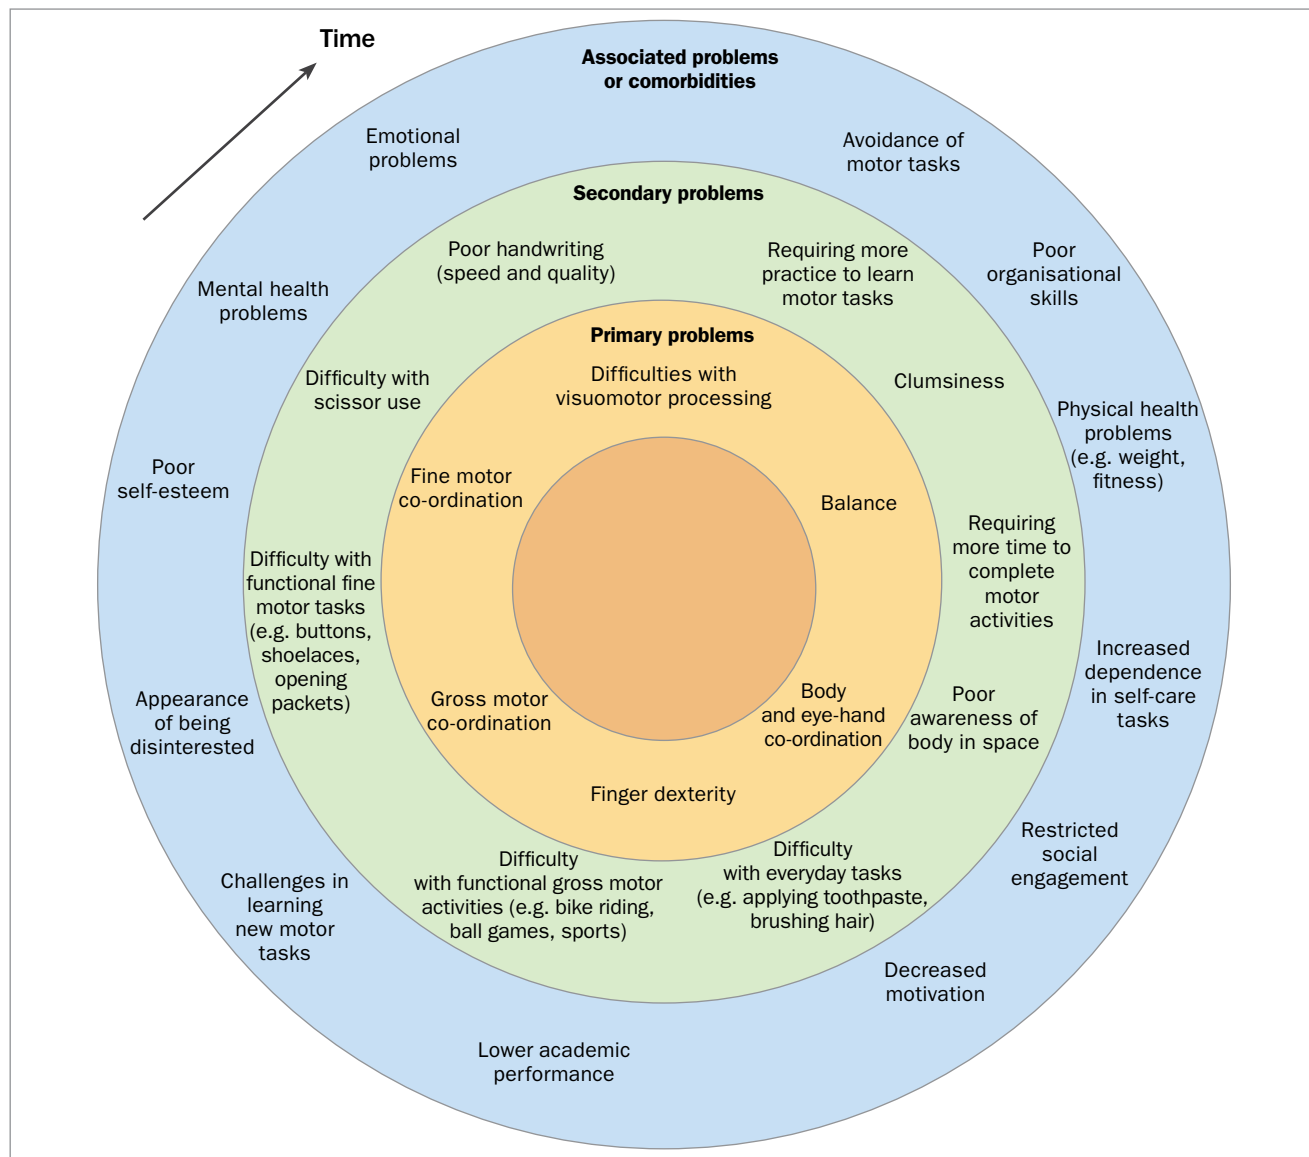 Time
Associated problems
or comorbidities
Emotional
problems
Avoidance of
motor tasks
Poor
organisational
skills
Mental health
problems
Physical health
problems
(e.g. weight,
fitness)
Poor
self-esteem
Increased
dependence
in self-care
tasks
Appearance
of being
disinterested
Restricted
social
engagement
Challenges in
learning
new motor
tasks
Decreased
motivation
Lower academic
performance
Secondary problems
Poor handwriting
(speed and quality)
Requiring more
practice to learn
motor tasks
Difficulty with
scissor use
Clumsiness
Difficulty with
functional fine
motor tasks
(e.g. buttons,
shoelaces,
opening
packets)
Requiring
more time to
complete
motor
activities
Poor
awareness of
body in space
Difficulty
with functional gross motor
activities (e.g. bike riding,
ball games, sports)
Difficulty
with everyday tasks
(e.g. applying toothpaste,
brushing hair)
Primary problems
Difficulties with
visuomotor processing
Fine motor
co-ordination
Balance
Gross motor
co-ordination
Body
and eye-hand
co-ordination
Finger dexterity